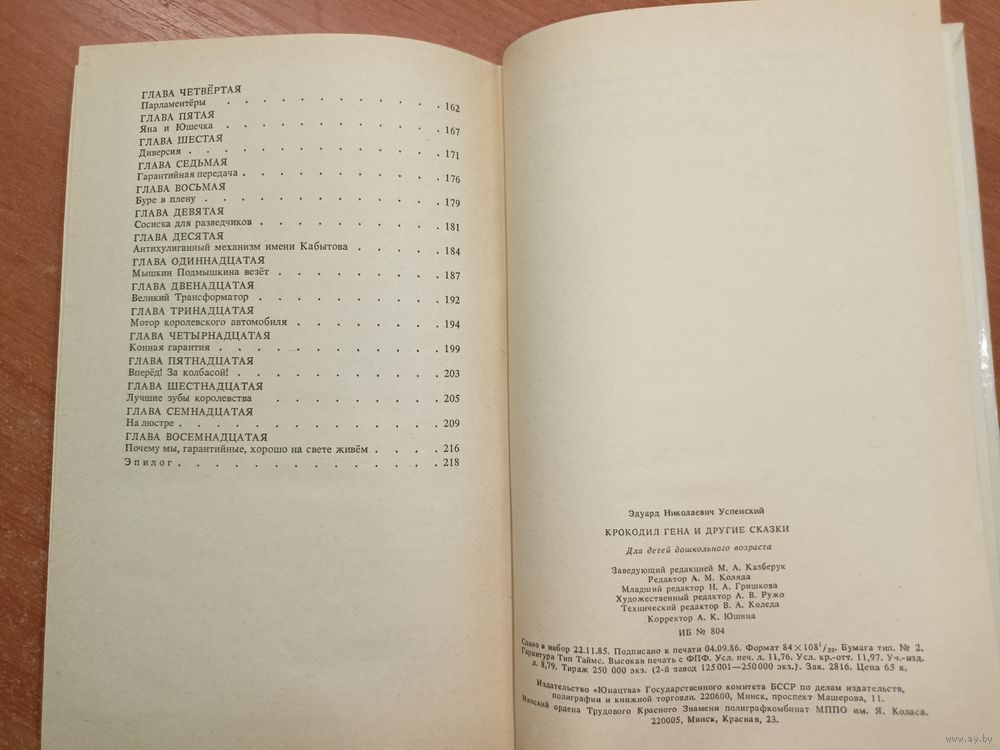 ГЛАВА ЧЕТВЁРТАЯ
Парламентёры . . . . . . . . . . 162
ГЛАВА ПЯТАЯ
Яна и Юшечка . . . . . . . . . . 167
ГЛАВА ШЕСТАЯ
Диверсия . . . . . . . . . . . 171
ГЛАВА СЕДЬМАЯ
Гарантийная передача . . . . . . . . . 176
ГЛАВА ВОСЬМАЯ
Буре в плену . . . . . . . . . . 179
ГЛАВА ДЕВЯТАЯ
Сосиска для разведчиков . . . . . . . . 181
ГЛАВА ДЕСЯТАЯ
Антихулиганный механизм имени Кабытова . . . . 184
ГЛАВА ОДИННАДЦАТАЯ
Мышкин Подмышкина везёт . . . . . . . 187
ГЛАВА ДВЕНАДЦАТАЯ
Великий Трансформатор . . . . . . . . 192
ГЛАВА ТРИНАДЦАТАЯ
Мотор королевского автомобиля . . . . . . . 194
ГЛАВА ЧЕТЫРНАДЦАТАЯ
Конная гарантия . . . . . . . . . . 199
ГЛАВА ПЯТНАДЦАТАЯ
Вперёд! За колбасой! . . . . . . . . . 203
ГЛАВА ШЕСТНАДЦАТАЯ
Лучшие зубы королевства . . . . . . . 205
ГЛАВА СЕМНАДЦАТАЯ
На люстре . . . . . . . . . . . 209
ГЛАВА ВОСЕМНАДЦАТАЯ
Почему мы, гарантийные, хорошо на свете живём . . . . 216
Эпилог . . . . . . . . . . . . 218
Эдуард Николаевич Успенский
КРОКОДИЛ ГЕНА И ДРУГИЕ СКАЗКИ
Для детей дошкольного возраста
Заведующий редакцией М. А. Казберук
Редактор А. М. Коляда
Младший редактор Н. А. Гришкова
Художественный редактор А. В. Ружо
Технический редактор В. А. Коледа
Корректор А. К. Юшина
ИБ № 804
Сдано в набор 22.11.85. Подписано к печати 04.09.86. Формат 84×108¹/₃₂. Бумага тип. № 2.
Гарнитура Тип Таймс. Высокая печать с ФПФ. Усл. печ. л. 11,76. Усл. кр.-отт. 11,97. Уч.-изд.
л. 8,79. Тираж 250 000 экз. (2-й завод 125 001—250 000 экз.). Зак. 2816. Цена 65 к.
Издательство «Юнацтва» Государственного комитета БССР по делам издательств,
полиграфии и книжной торговли. 220600, Минск, проспект Машерова, 11.
Минский ордена Трудового Красного Знамени полиграфкомбинат МППО им. Я. Коласа.
220005, Минск, Красная, 23.
www.ay.by